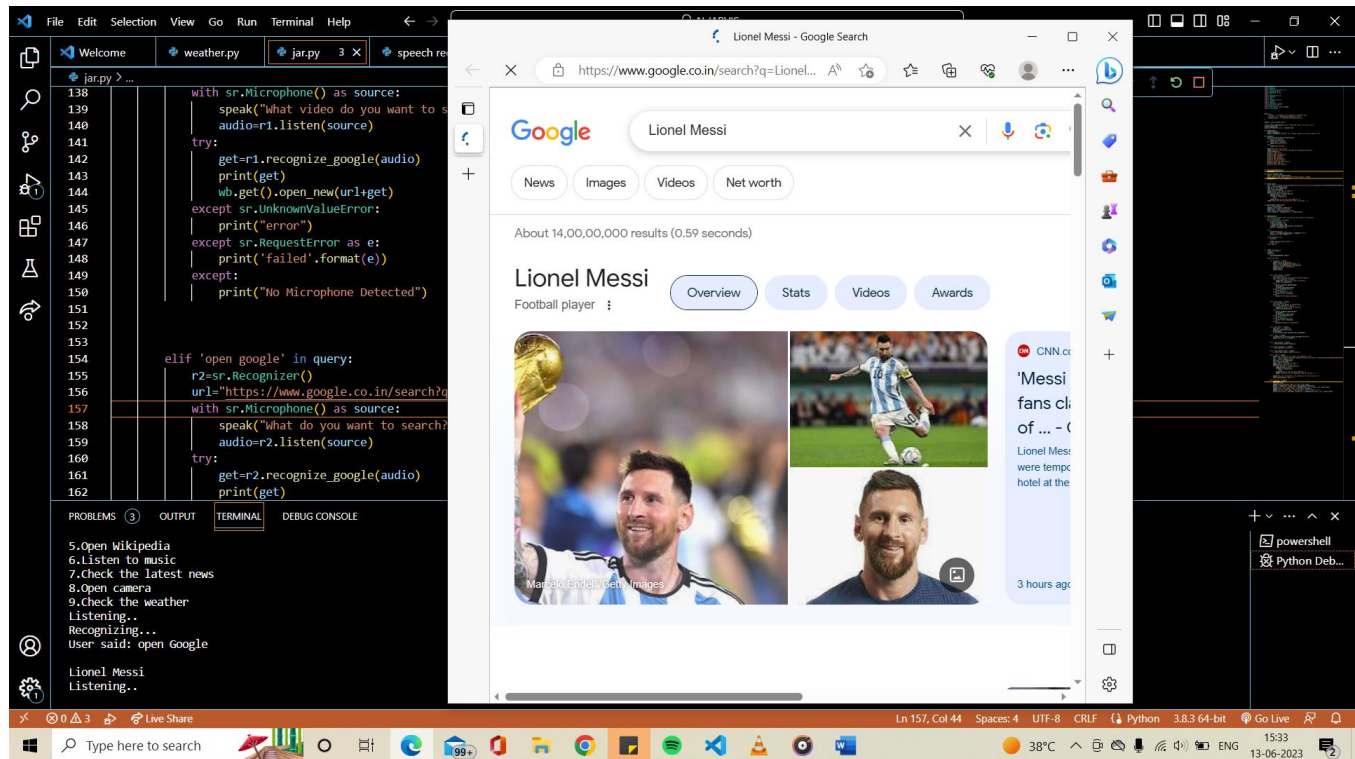 File Edit Selection View Go Run Terminal Help
Lionel Messi - Google Search
Welcome weather.py jar.py 3 speech re
jar.py > ...
138 with sr.Microphone() as source:
139 speak("What video do you want to s
140 audio=r1.listen(source)
141 try:
142 get=r1.recognize_google(audio)
143 print(get)
144 wb.get().open_new(url+get)
145 except sr.UnknownValueError:
146 print("error")
147 except sr.RequestError as e:
148 print('failed'.format(e))
149 except:
150 print("No Microphone Detected")
151
152
153
154 elif 'open google' in query:
155 r2=sr.Recognizer()
156 url="https://www.google.co.in/search?q
157 with sr.Microphone() as source:
158 speak("What do you want to search?
159 audio=r2.listen(source)
160 try:
161 get=r2.recognize_google(audio)
162 print(get)
PROBLEMS 3 OUTPUT TERMINAL DEBUG CONSOLE
5.Open Wikipedia
6.Listen to music
7.Check the latest news
8.Open camera
9.Check the weather
Listening..
Recognizing...
User said: open Google
Lionel Messi
Listening..
https://www.google.co.in/search?q=Lionel...
Google
Lionel Messi
News Images Videos Net worth
About 14,00,00,000 results (0.59 seconds)
Lionel Messi
Football player
Overview Stats Videos Awards
10
Marcelo Endelli/Getty Images
CNN.co
'Messi
fans cla
of ... - C
Lionel Mess
were tempo
hotel at the
3 hours ago
powershell
Python Deb...
0 3 Live Share
Ln 157, Col 44 Spaces: 4 UTF-8 CRLF Python 3.8.3 64-bit Go Live
Type here to search
99+
38°C ENG
15:33
13-06-2023
2